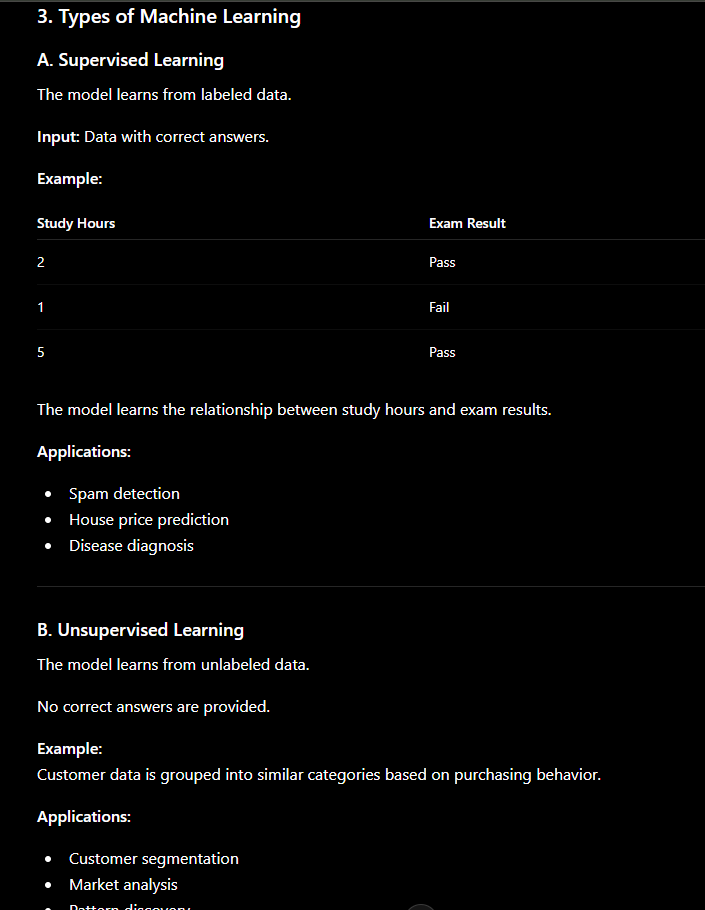 3. Types of Machine Learning
A. Supervised Learning
The model learns from labeled data.
Input: Data with correct answers.
Example:
Study Hours Exam Result
2 Pass
1 Fail
5 Pass
The model learns the relationship between study hours and exam results.
Applications:
Spam detection
House price prediction
Disease diagnosis
B. Unsupervised Learning
The model learns from unlabeled data.
No correct answers are provided.
Example:
Customer data is grouped into similar categories based on purchasing behavior.
Applications:
Customer segmentation
Market analysis
Pattern discovery